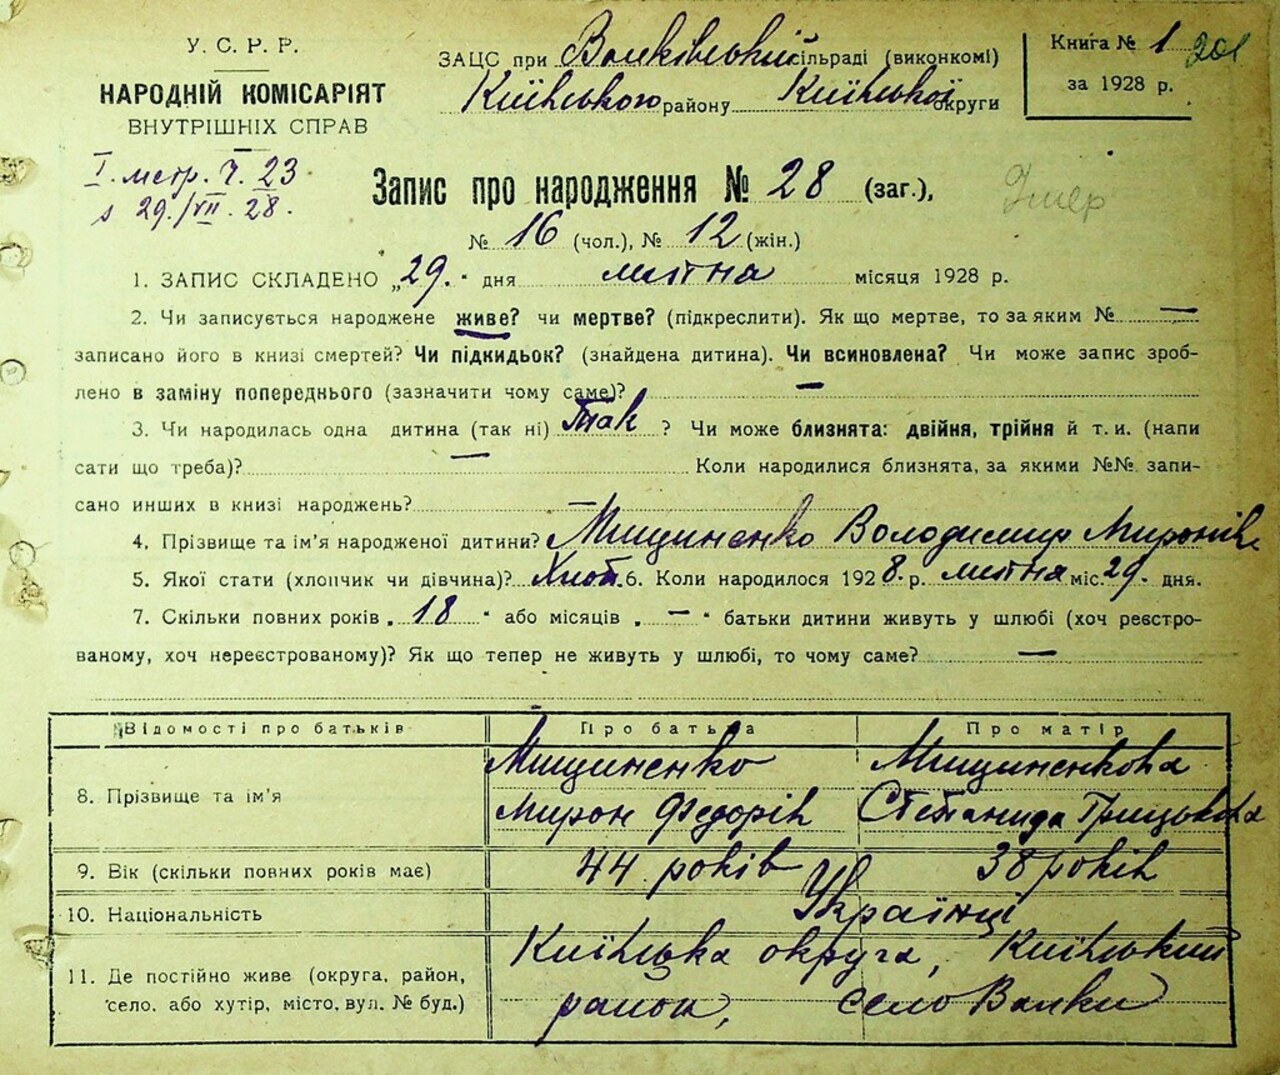 У. С. Р. Р.
НАРОДНІЙ КОМІСАРІЯТ
ВНУТРІШНІХ СПРАВ
І. метр. Ч. 23
з 29./VII. 28.
ЗАЦС при Валківській сільраді (виконкомі)
Київського району Київської округи
Книга № 1 201
за 1928 р.
Запис про народження № 28 (заг.),
Умер
№ 16 (чол.), № 12 (жін.)
1. ЗАПИС СКЛАДЕНО „29." дня липня місяця 1928 р.
2. Чи записується народжене живе? чи мертве? (підкреслити). Як що мертве, то за яким № —
записано його в книзі смертей? Чи підкидьок? (знайдена дитина). Чи всиновлена? Чи може запис зроб-
лено в заміну попереднього (зазначити чому саме)? —
3. Чи народилась одна дитина (так ні) Так ? Чи може близнята: двійня, трійня й т. и. (напи
сати що треба)? — Коли народилися близнята, за якими №№ запи-
сано инших в книзі народжень? —
4. Прізвище та ім'я народженої дитини? Мищиненко Володимир Миронів
5. Якої стати (хлопчик чи дівчина)? Хлоп. 6. Коли народилося 1928. р. липня міс. 29. дня.
7. Скільки повних років „ 18 " або місяців „ — " батьки дитини живуть у шлюбі (хоч реєстро-
ваному, хоч нереєстрованому)? Як що тепер не живуть у шлюбі, то чому саме? —
Відомості про батьків Про батька Про матір
8. Прізвище та ім'я Мищиненко Мищиненкова
Мирон Федорів Степанида Грицькова
9. Вік (скільки повних років має) 44 років 38 років
10. Національність Українці
11. Де постійно живе (округа, район, Київська округа, Київський
село, або хутір, місто, вул. № буд.) район, село Валки